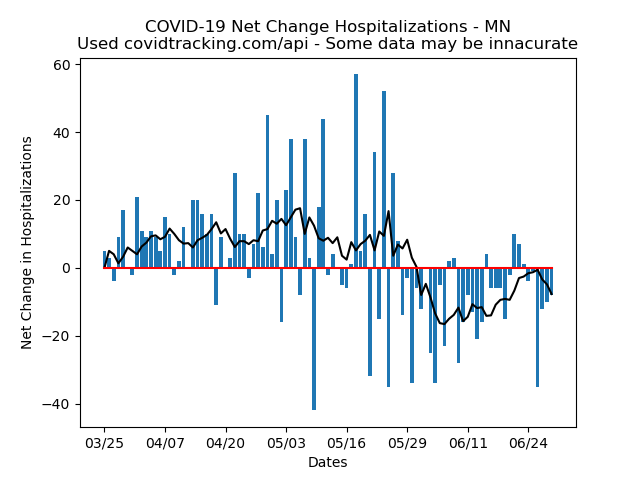 COVID-19 Net Change Hospitalizations - MN
Used covidtracking.com/api - Some data may be innacurate
Net Change in Hospitalizations
60
40
20
0
−20
−40
03/25 04/07 04/20 05/03 05/16 05/29 06/11 06/24
Dates